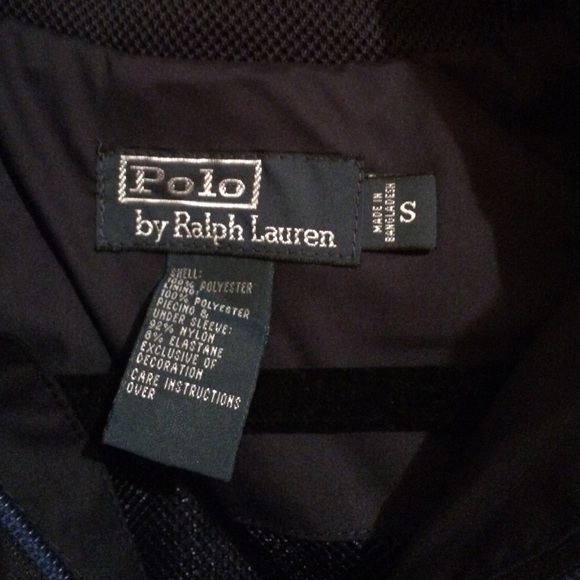 Polo
by Ralph Lauren
MADE IN
BANGLADESH
S
SHELL:
100% POLYESTER
LINING:
100% POLYESTER
PIECING &
UNDER SLEEVE:
92% NYLON
8% ELASTANE
EXCLUSIVE OF
DECORATION
CARE INSTRUCTIONS
OVER